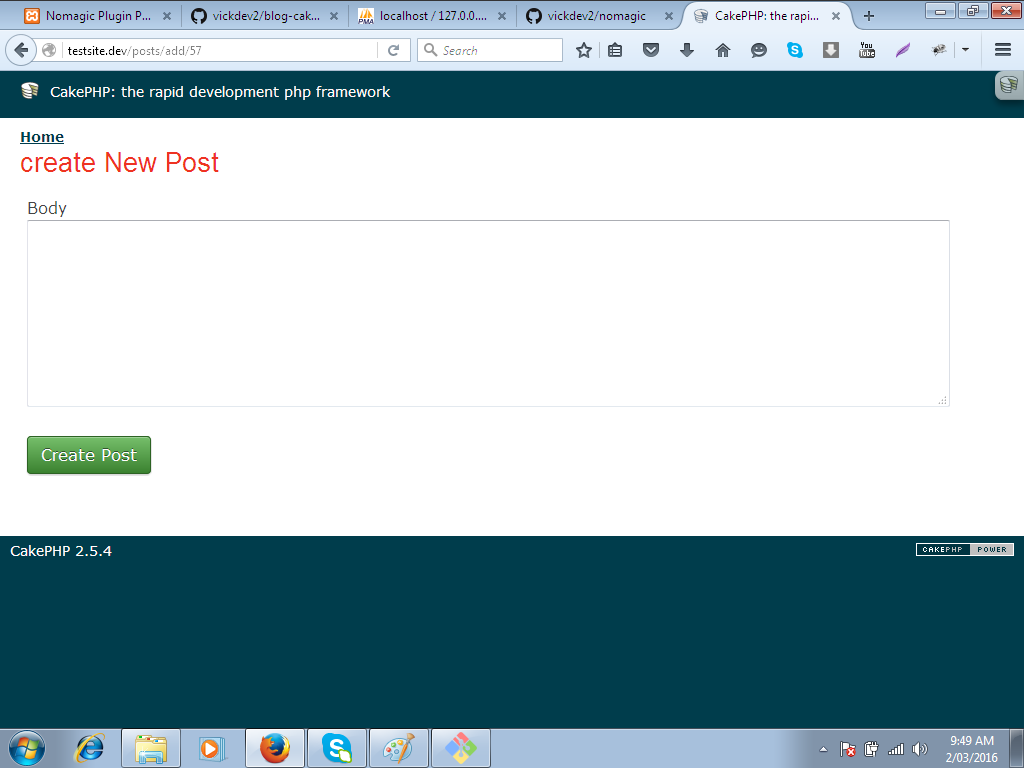 Nomagic Plugin P...
vickdev2/blog-cak...
localhost / 127.0.0....
vickdev2/nomagic
CakePHP: the rapi...
testsite.dev/posts/add/57
Search
You
Tube
CakePHP: the rapid development php framework
Home
create New Post
Body
Create Post
CakePHP 2.5.4
CAKEPHP POWER
9:49 AM
2/03/2016